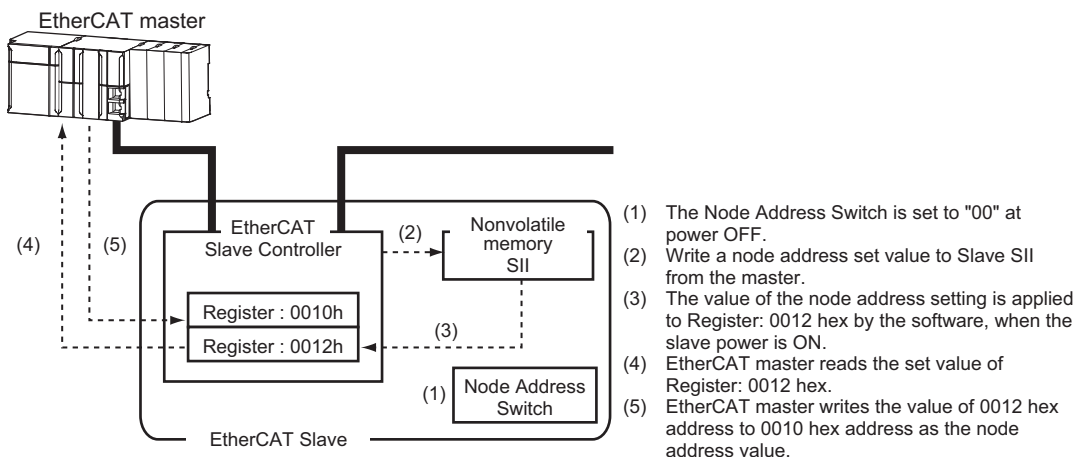 EtherCAT master
(4)
(5)
EtherCAT
Slave Controller
(2)
Nonvolatile
memory
SII
Register : 0010h
Register : 0012h
(3)
(1)
Node Address
Switch
EtherCAT Slave
(1) The Node Address Switch is set to "00" at
power OFF.
(2) Write a node address set value to Slave SII
from the master.
(3) The value of the node address setting is applied
to Register: 0012 hex by the software, when the
slave power is ON.
(4) EtherCAT master reads the set value of
Register: 0012 hex.
(5) EtherCAT master writes the value of 0012 hex
address to 0010 hex address as the node
address value.